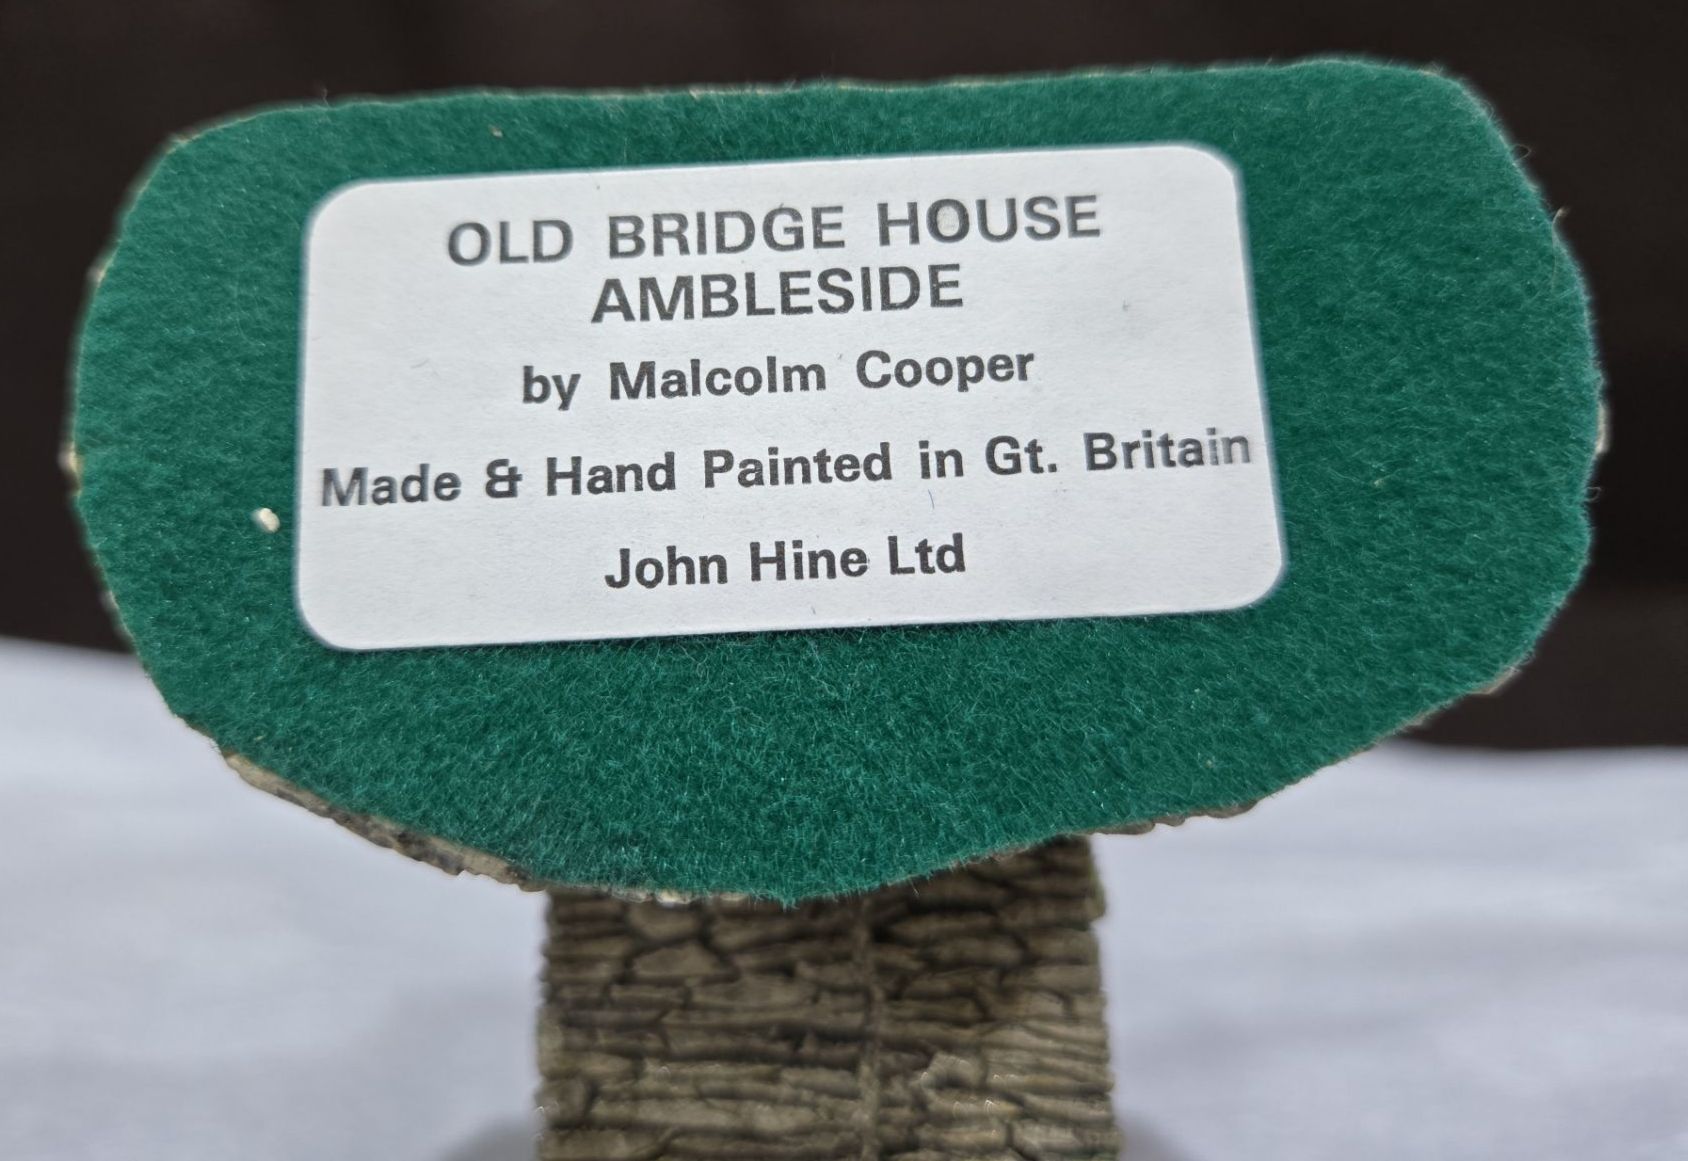 OLD BRIDGE HOUSE
AMBLESIDE
by Malcolm Cooper
Made & Hand Painted in Gt. Britain
John Hine Ltd